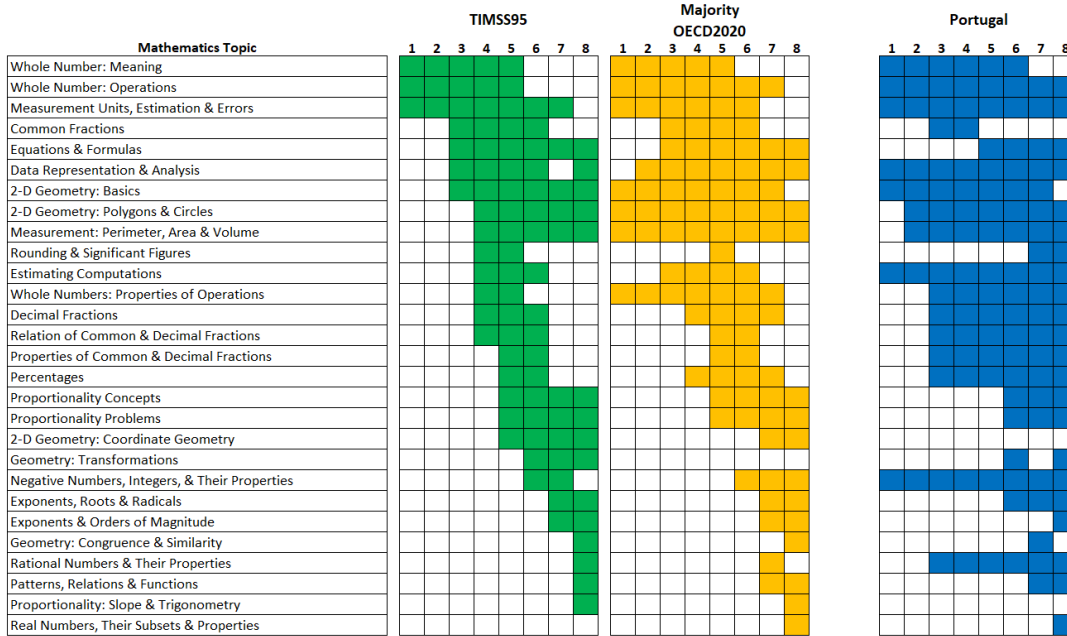 TIMSS95
Majority
OECD2020
Portugal
Mathematics Topic
1 2 3 4 5 6 7 8
1 2 3 4 5 6 7 8
1 2 3 4 5 6 7 8
Whole Number: Meaning
Whole Number: Operations
Measurement Units, Estimation & Errors
Common Fractions
Equations & Formulas
Data Representation & Analysis
2-D Geometry: Basics
2-D Geometry: Polygons & Circles
Measurement: Perimeter, Area & Volume
Rounding & Significant Figures
Estimating Computations
Whole Numbers: Properties of Operations
Decimal Fractions
Relation of Common & Decimal Fractions
Properties of Common & Decimal Fractions
Percentages
Proportionality Concepts
Proportionality Problems
2-D Geometry: Coordinate Geometry
Geometry: Transformations
Negative Numbers, Integers, & Their Properties
Exponents, Roots & Radicals
Exponents & Orders of Magnitude
Geometry: Congruence & Similarity
Rational Numbers & Their Properties
Patterns, Relations & Functions
Proportionality: Slope & Trigonometry
Real Numbers, Their Subsets & Properties